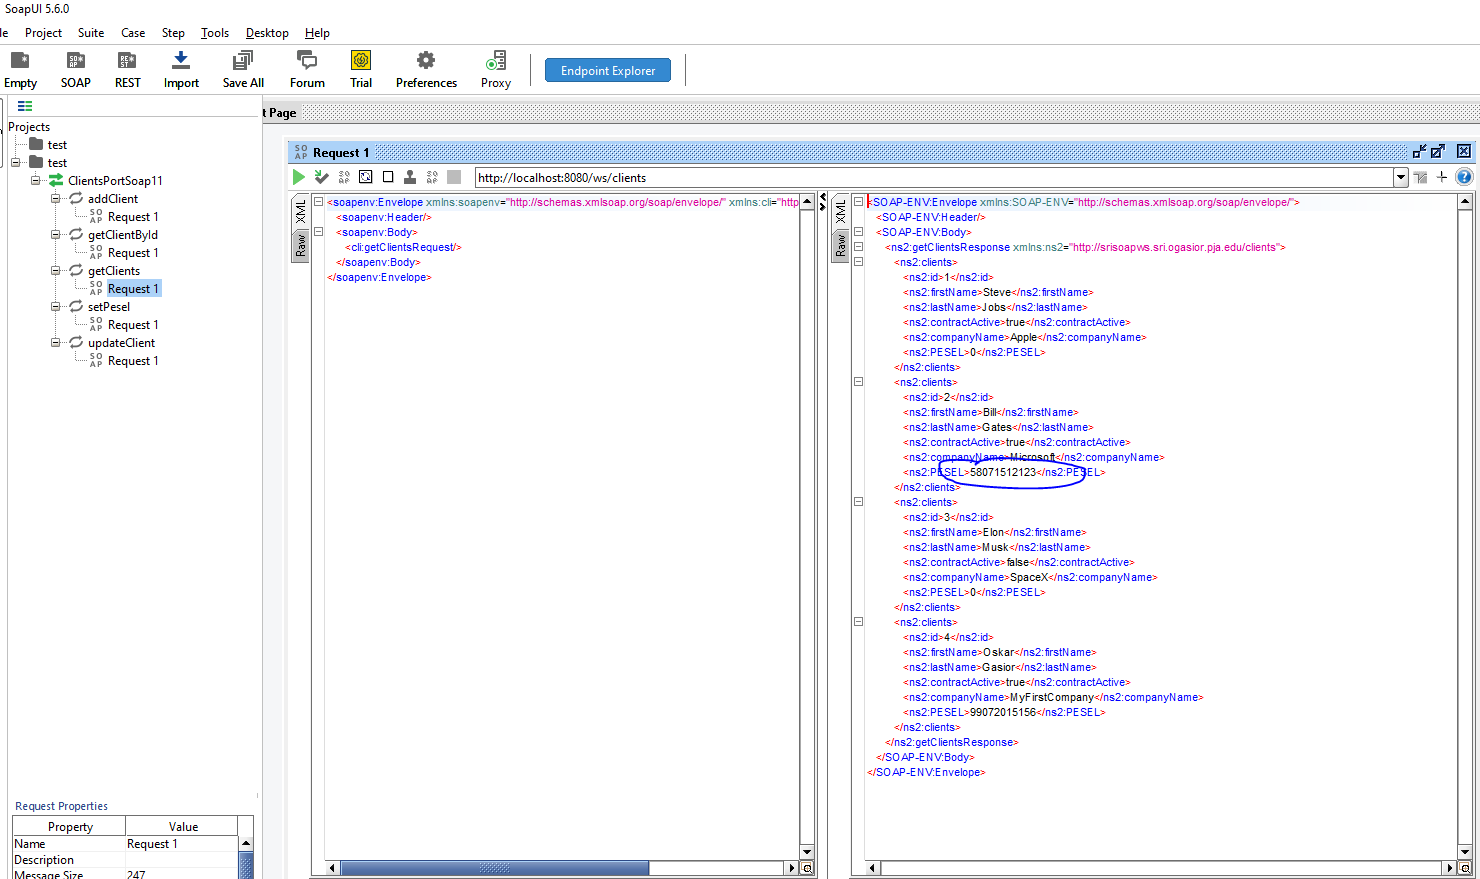 SoapUI 5.6.0
le Project Suite Case Step Tools Desktop Help
Empty SOAP REST Import Save All Forum Trial Preferences Proxy Endpoint Explorer
t Page
Projects
test
test
ClientsPortSoap11
addClient
SO AP Request 1
getClientById
SO AP Request 1
getClients
SO AP Request 1
setPesel
SO AP Request 1
updateClient
SO AP Request 1
Request Properties
Property Value
Name Request 1
Description
Message Size 247
SO AP Request 1
http://localhost:8080/ws/clients
XML
Raw
<soapenv:Envelope xmlns:soapenv="http://schemas.xmlsoap.org/soap/envelope/" xmlns:cli="http
<soapenv:Header/>
<soapenv:Body>
<cli:getClientsRequest/>
</soapenv:Body>
</soapenv:Envelope>
XML
Raw
<SOAP-ENV:Envelope xmlns:SOAP-ENV="http://schemas.xmlsoap.org/soap/envelope/">
<SOAP-ENV:Header/>
<SOAP-ENV:Body>
<ns2:getClientsResponse xmlns:ns2="http://srisoapws.sri.ogasior.pja.edu/clients">
<ns2:clients>
<ns2:id>1</ns2:id>
<ns2:firstName>Steve</ns2:firstName>
<ns2:lastName>Jobs</ns2:lastName>
<ns2:contractActive>true</ns2:contractActive>
<ns2:companyName>Apple</ns2:companyName>
<ns2:PESEL>0</ns2:PESEL>
</ns2:clients>
<ns2:clients>
<ns2:id>2</ns2:id>
<ns2:firstName>Bill</ns2:firstName>
<ns2:lastName>Gates</ns2:lastName>
<ns2:contractActive>true</ns2:contractActive>
<ns2:companyName>Microsoft</ns2:companyName>
<ns2:PESEL>58071512123</ns2:PESEL>
</ns2:clients>
<ns2:clients>
<ns2:id>3</ns2:id>
<ns2:firstName>Elon</ns2:firstName>
<ns2:lastName>Musk</ns2:lastName>
<ns2:contractActive>false</ns2:contractActive>
<ns2:companyName>SpaceX</ns2:companyName>
<ns2:PESEL>0</ns2:PESEL>
</ns2:clients>
<ns2:clients>
<ns2:id>4</ns2:id>
<ns2:firstName>Oskar</ns2:firstName>
<ns2:lastName>Gasior</ns2:lastName>
<ns2:contractActive>true</ns2:contractActive>
<ns2:companyName>MyFirstCompany</ns2:companyName>
<ns2:PESEL>99072015156</ns2:PESEL>
</ns2:clients>
</ns2:getClientsResponse>
</SOAP-ENV:Body>
</SOAP-ENV:Envelope>